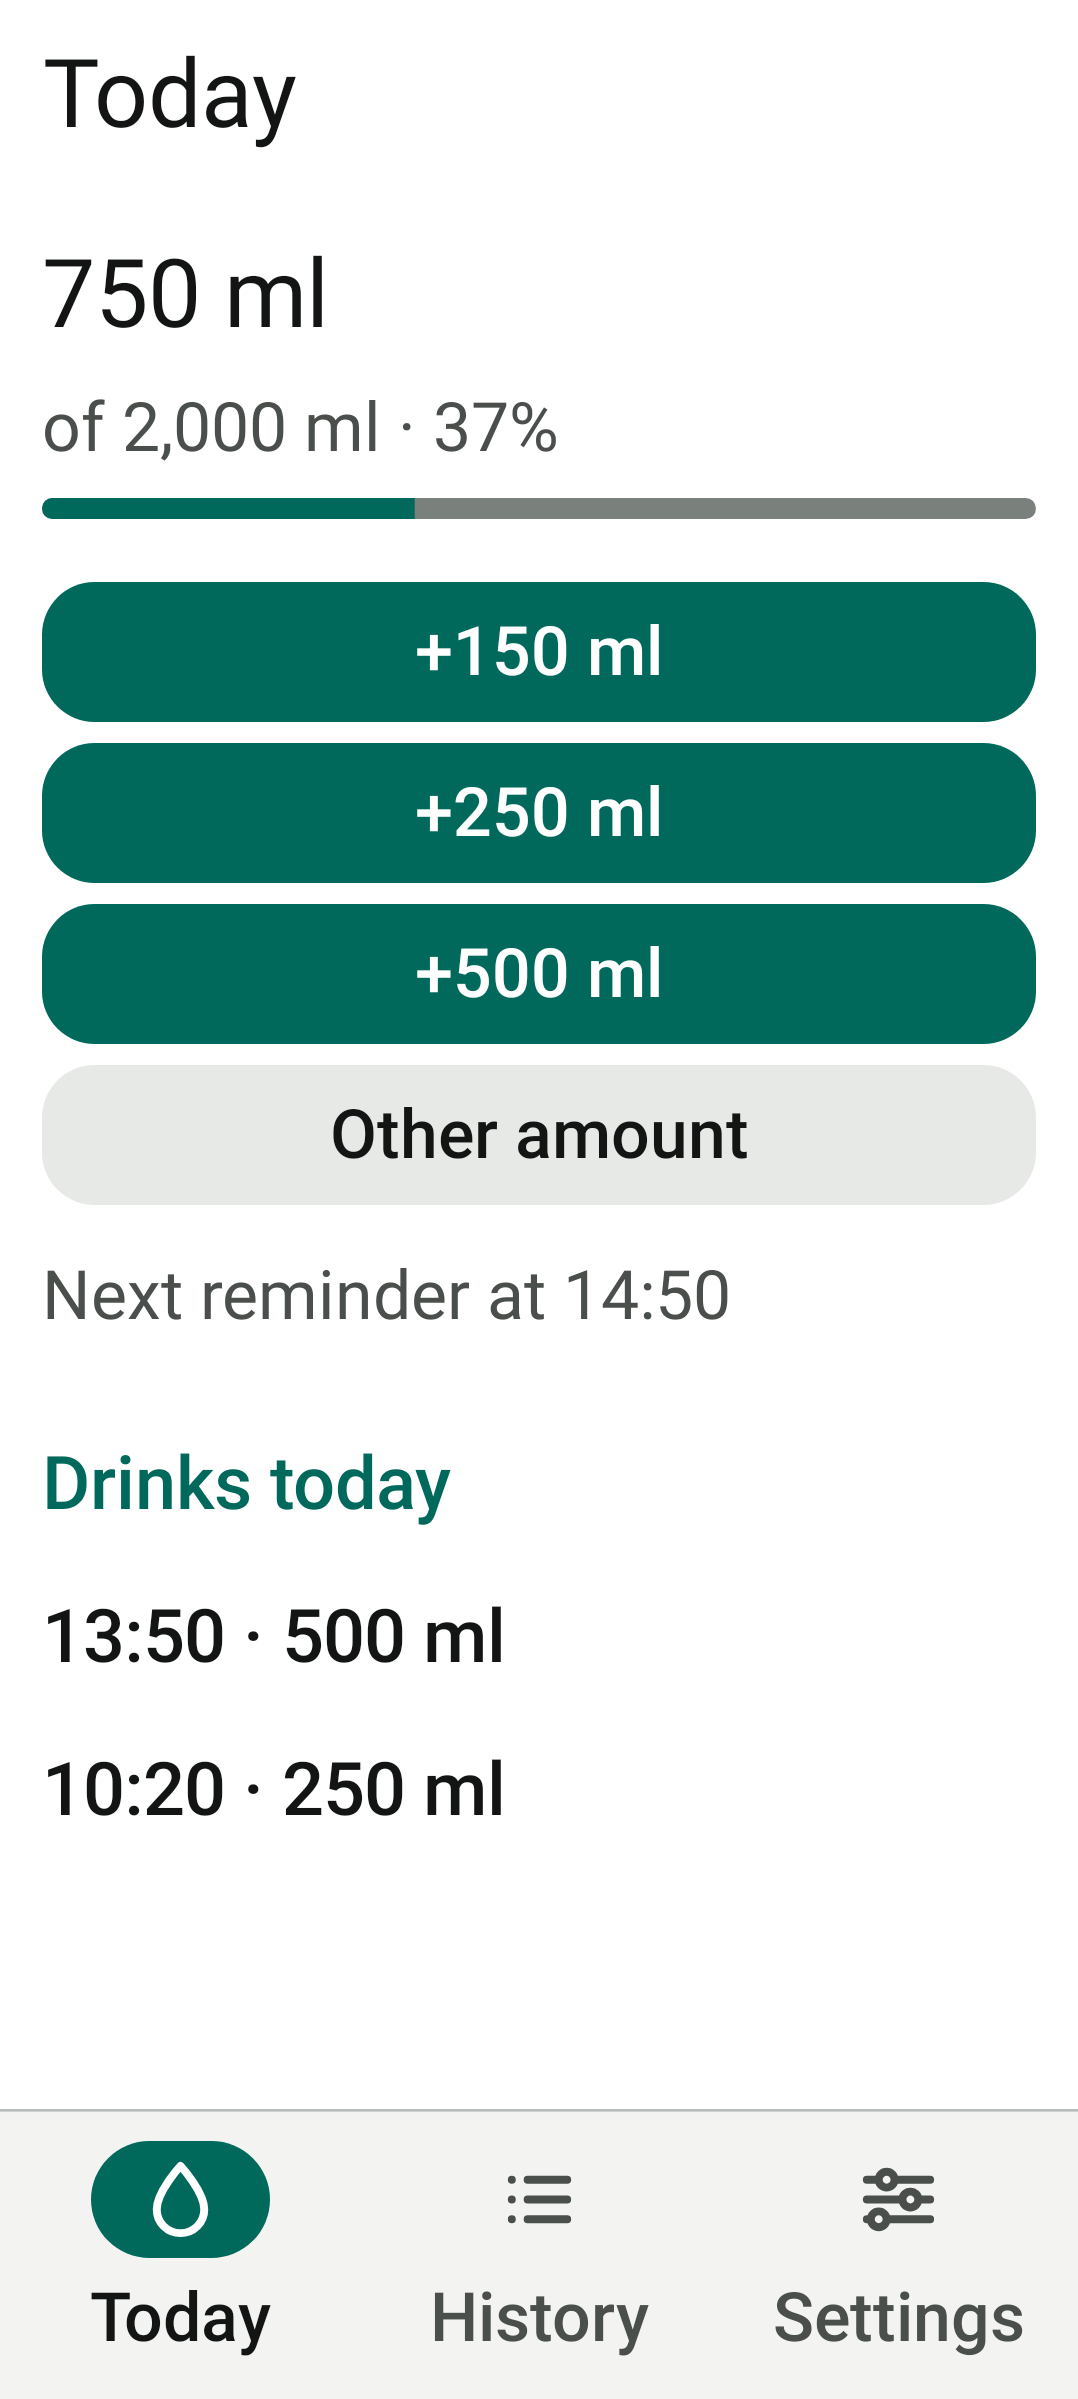 Today
750 ml
of 2,000 ml · 37%
+150 ml
+250 ml
+500 ml
Other amount
Next reminder at 14:50
Drinks today
13:50 · 500 ml
10:20 · 250 ml
Today
History
Settings